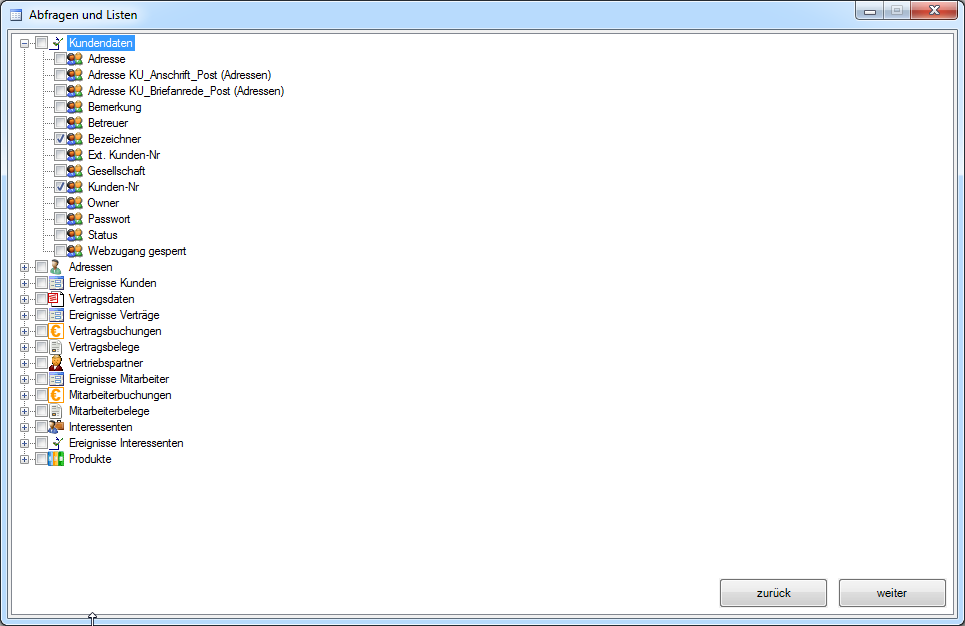 Abfragen und Listen
Kundendaten
Adresse
Adresse KU_Anschrift_Post (Adressen)
Adresse KU_Briefanrede_Post (Adressen)
Bemerkung
Betreuer
Bezeichner
Ext. Kunden-Nr
Gesellschaft
Kunden-Nr
Owner
Passwort
Status
Webzugang gesperrt
Adressen
Ereignisse Kunden
Vertragsdaten
Ereignisse Verträge
Vertragsbuchungen
Vertragsbelege
Vertriebspartner
Ereignisse Mitarbeiter
Mitarbeiterbuchungen
Mitarbeiterbelege
Interessenten
Ereignisse Interessenten
Produkte
zurück
weiter